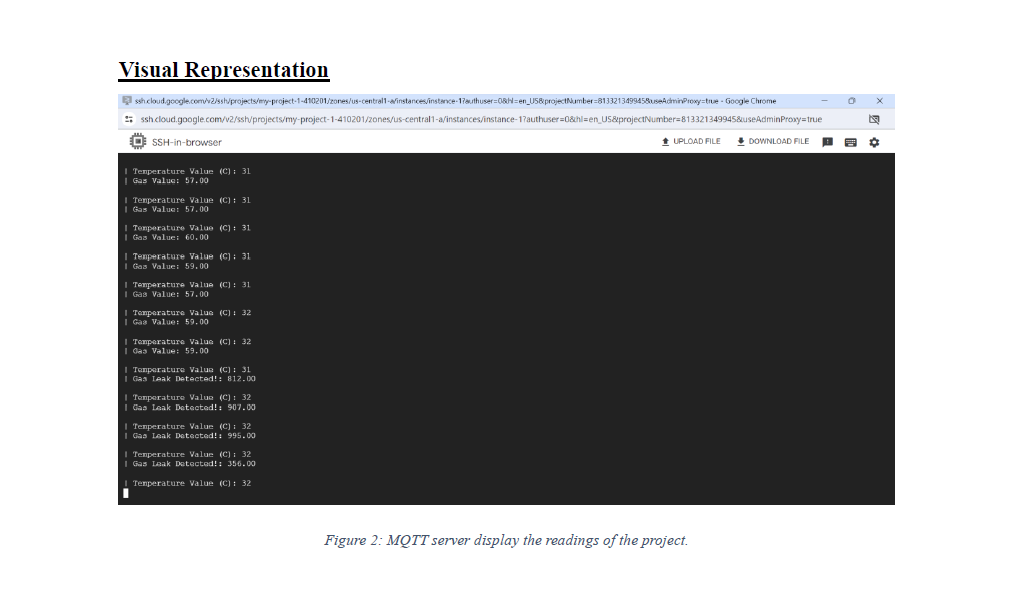 Visual Representation
ssh.cloud.google.com/v2/ssh/projects/my-project-1-410201/zones/us-central1-a/instances/instance-1?authuser=0&hl=en_US&projectNumber=813321349945&useAdminProxy=true - Google Chrome
ssh.cloud.google.com/v2/ssh/projects/my-project-1-410201/zones/us-central1-a/instances/instance-1?authuser=0&hl=en_US&projectNumber=813321349945&useAdminProxy=true
SSH-in-browser UPLOAD FILE DOWNLOAD FILE
| Temperature Value (C): 31
| Gas Value: 57.00
| Temperature Value (C): 31
| Gas Value: 57.00
| Temperature Value (C): 31
| Gas Value: 60.00
| Temperature Value (C): 31
| Gas Value: 59.00
| Temperature Value (C): 31
| Gas Value: 57.00
| Temperature Value (C): 32
| Gas Value: 59.00
| Temperature Value (C): 32
| Gas Value: 59.00
| Temperature Value (C): 31
| Gas Leak Detected!: 812.00
| Temperature Value (C): 32
| Gas Leak Detected!: 907.00
| Temperature Value (C): 32
| Gas Leak Detected!: 995.00
| Temperature Value (C): 32
| Gas Leak Detected!: 356.00
| Temperature Value (C): 32
Figure 2: MQTT server display the readings of the project.